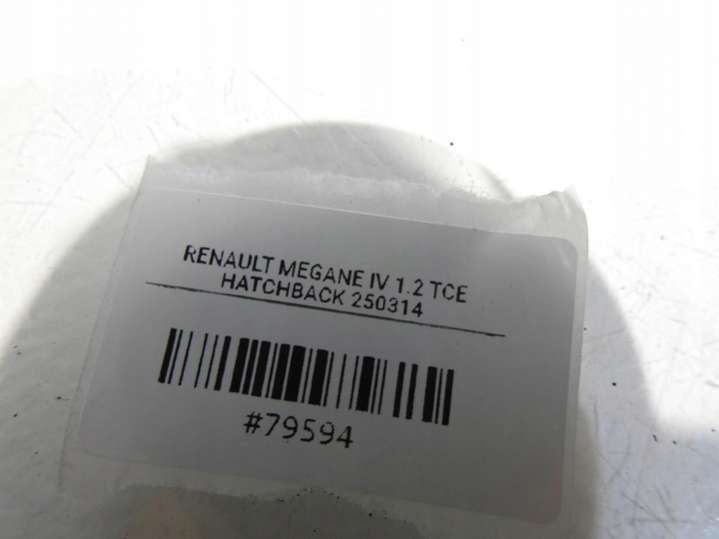 RENAULT MEGANE IV 1.2 TCE
HATCHBACK 250314
#79594